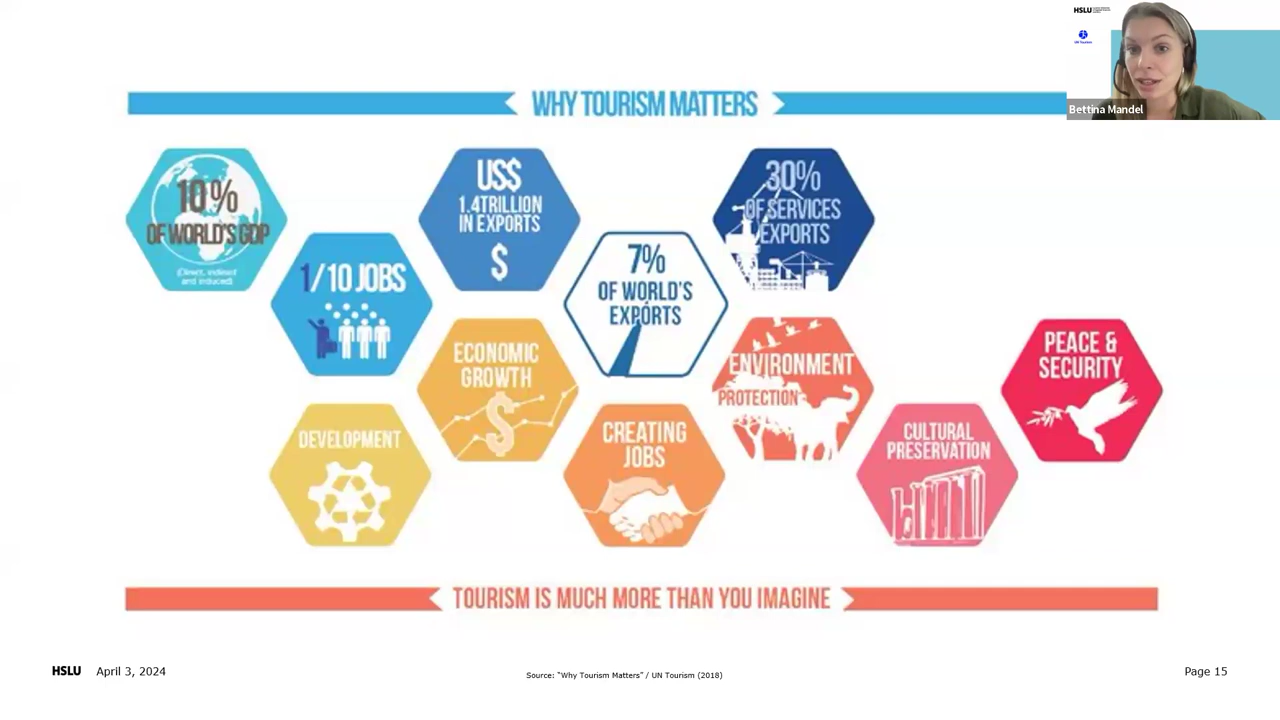 HSLU
UN Tourism
Bettina Mandel
WHY TOURISM MATTERS
10%
OF WORLD'S GDP
(Direct, indirect
and induced)
1/10 JOBS
US$
1.4TRILLION
IN EXPORTS
$
7%
OF WORLD'S
EXPORTS
30%
OF SERVICES
EXPORTS
DEVELOPMENT
ECONOMIC
GROWTH
$
CREATING
JOBS
ENVIRONMENT
PROTECTION
CULTURAL
PRESERVATION
PEACE &
SECURITY
TOURISM IS MUCH MORE THAN YOU IMAGINE
HSLU April 3, 2024
Source: "Why Tourism Matters" / UN Tourism (2018)
Page 15